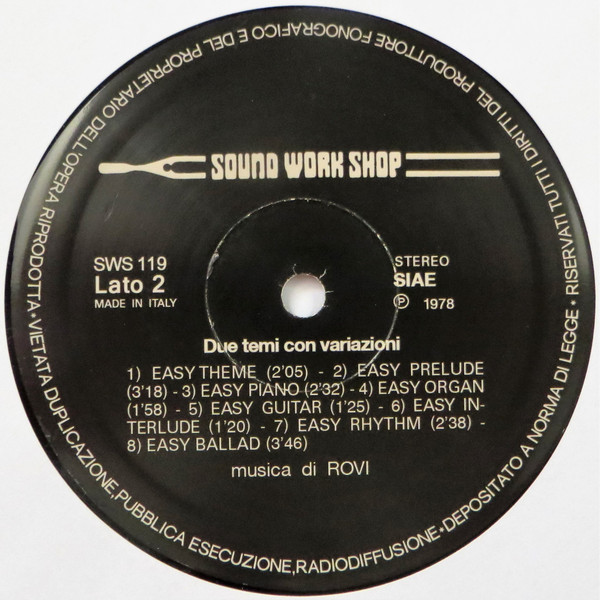 RISERVATI TUTTI I DIRITTI DEL PRODUTTORE FONOGRAFICO E DEL PROPRIETARIO DELL'OPERA RIPRODOTTA • VIETATA DUPLICAZIONE, PUBBLICA ESECUZIONE, RADIODIFFUSIONE • DEPOSITATO A NORMA DI LEGGE •
SOUND WORK SHOP
SWS 119
Lato 2
MADE IN ITALY
STEREO
SIAE
Ⓟ 1978
Due temi con variazioni
1) EASY THEME (2'05) - 2) EASY PRELUDE
(3'18) - 3) EASY PIANO (2'32) - 4) EASY ORGAN
(1'58) - 5) EASY GUITAR (1'25) - 6) EASY IN-
TERLUDE (1'20) - 7) EASY RHYTHM (2'38) -
8) EASY BALLAD (3'46)
musica di ROVI